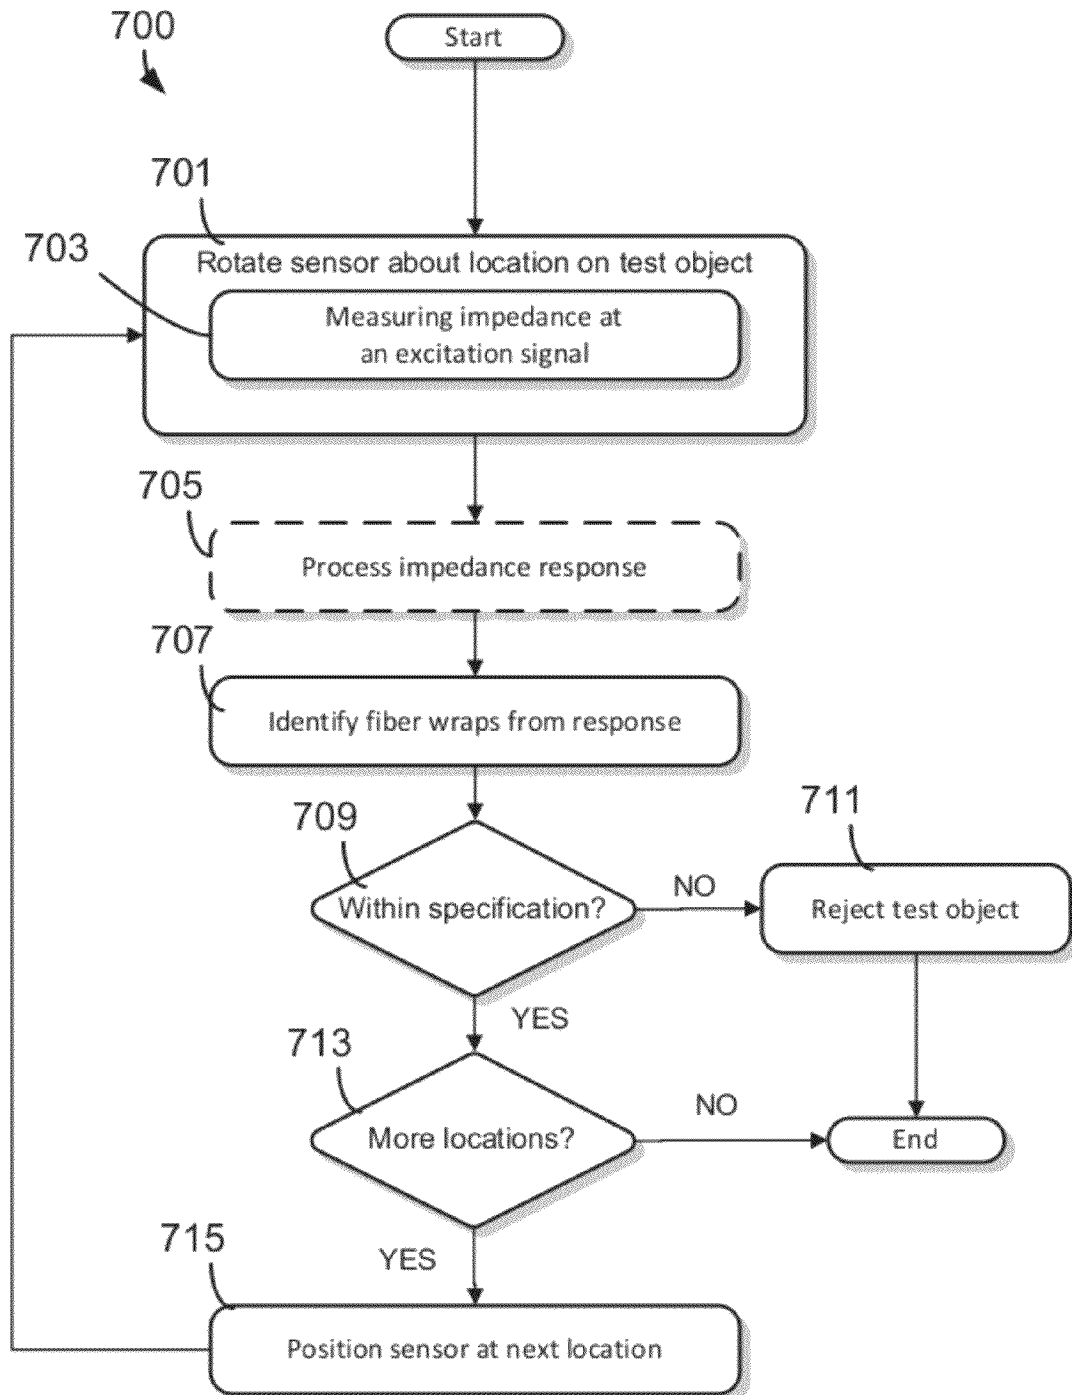 700
Start
701
703
Rotate sensor about location on test object
Measuring impedance at
an excitation signal
705
Process impedance response
707
Identify fiber wraps from response
709
711
Within specification?
NO
Reject test object
YES
713
More locations?
NO
End
YES
715
Position sensor at next location